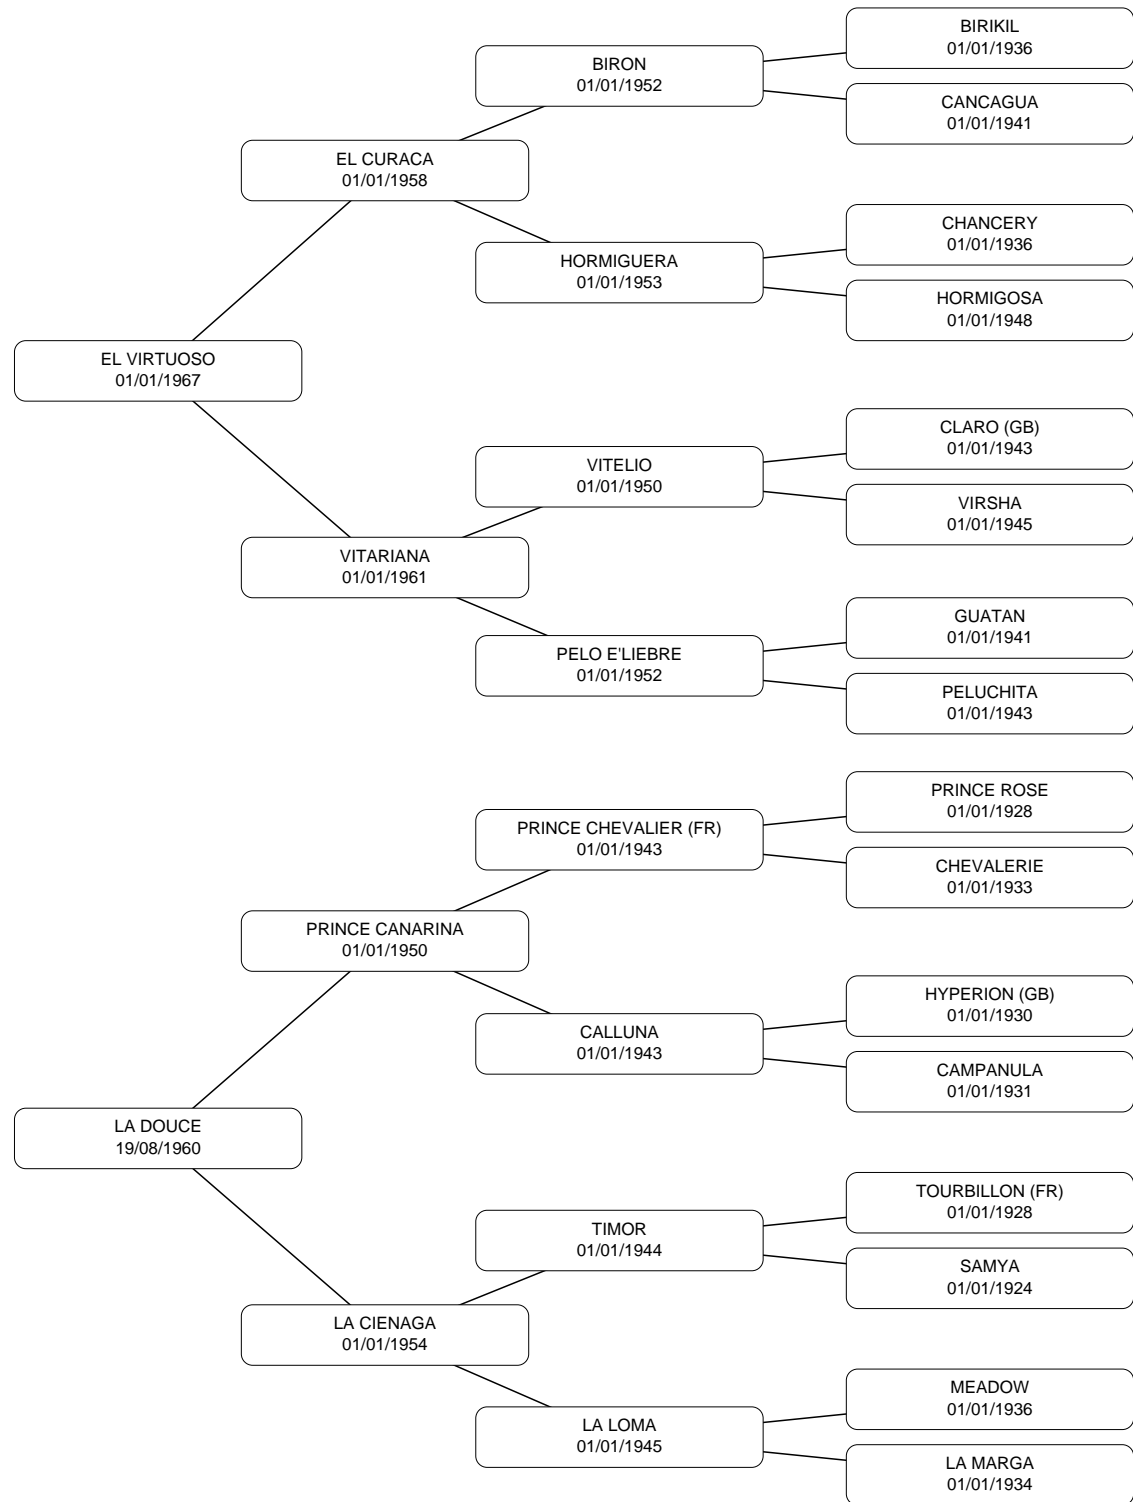 BIRIKIL
01/01/1936
BIRON
01/01/1952
CANCAGUA
01/01/1941
EL CURACA
01/01/1958
CHANCERY
01/01/1936
HORMIGUERA
01/01/1953
HORMIGOSA
01/01/1948
EL VIRTUOSO
01/01/1967
CLARO (GB)
01/01/1943
VITELIO
01/01/1950
VIRSHA
01/01/1945
VITARIANA
01/01/1961
GUATAN
01/01/1941
PELO E'LIEBRE
01/01/1952
PELUCHITA
01/01/1943
PRINCE ROSE
01/01/1928
PRINCE CHEVALIER (FR)
01/01/1943
CHEVALERIE
01/01/1933
PRINCE CANARINA
01/01/1950
HYPERION (GB)
01/01/1930
CALLUNA
01/01/1943
CAMPANULA
01/01/1931
LA DOUCE
19/08/1960
TOURBILLON (FR)
01/01/1928
TIMOR
01/01/1944
SAMYA
01/01/1924
LA CIENAGA
01/01/1954
MEADOW
01/01/1936
LA LOMA
01/01/1945
LA MARGA
01/01/1934